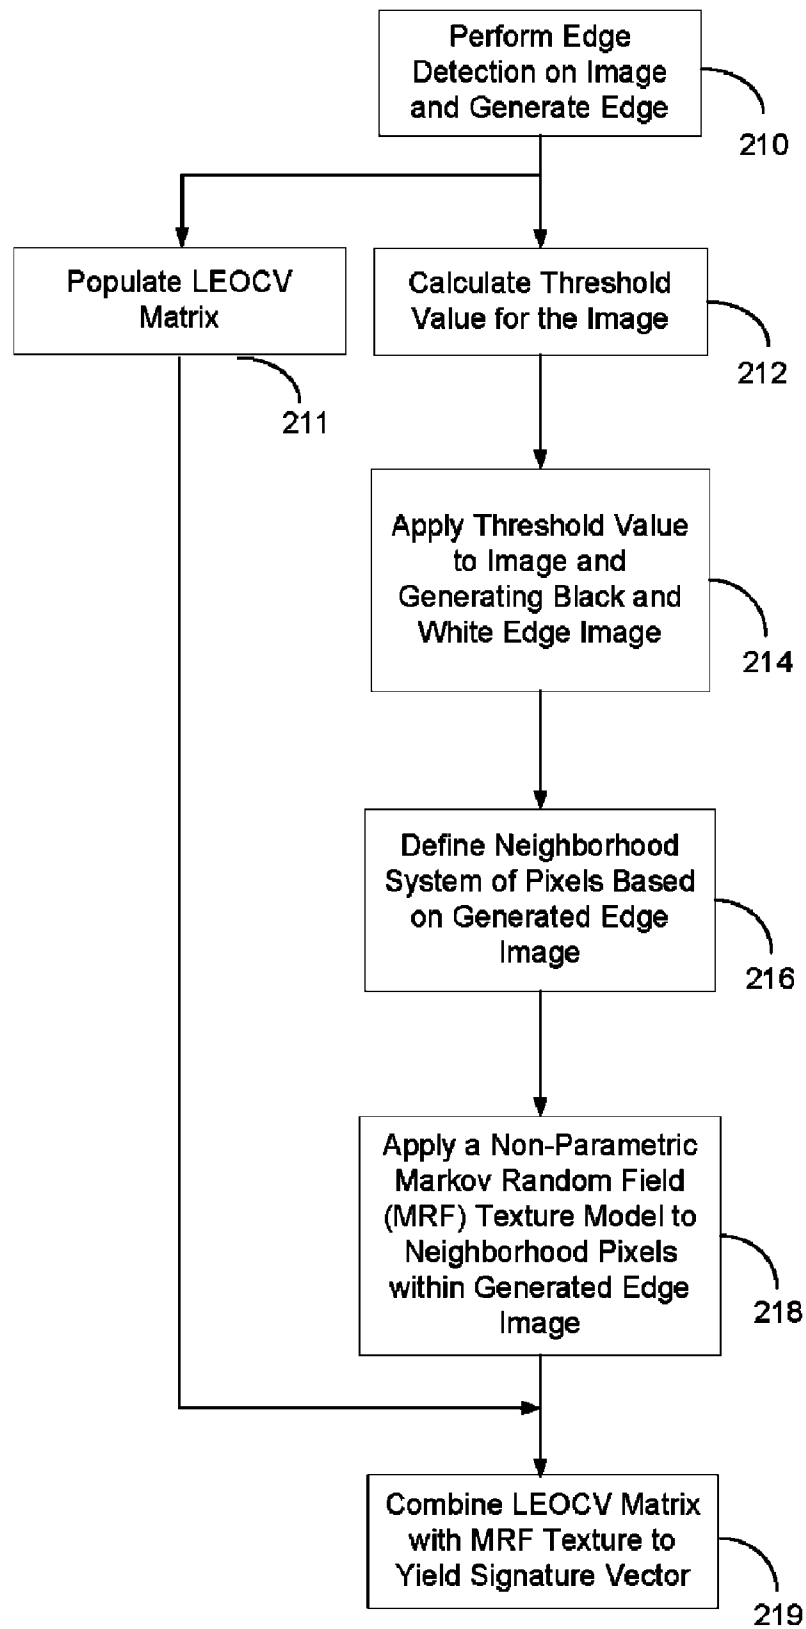 Perform Edge
Detection on Image
and Generate Edge
210
Populate LEOCV
Matrix
211
Calculate Threshold
Value for the Image
212
Apply Threshold Value
to Image and
Generating Black and
White Edge Image
214
Define Neighborhood
System of Pixels Based
on Generated Edge
Image
216
Apply a Non-Parametric
Markov Random Field
(MRF) Texture Model to
Neighborhood Pixels
within Generated Edge
Image
218
Combine LEOCV Matrix
with MRF Texture to
Yield Signature Vector
219